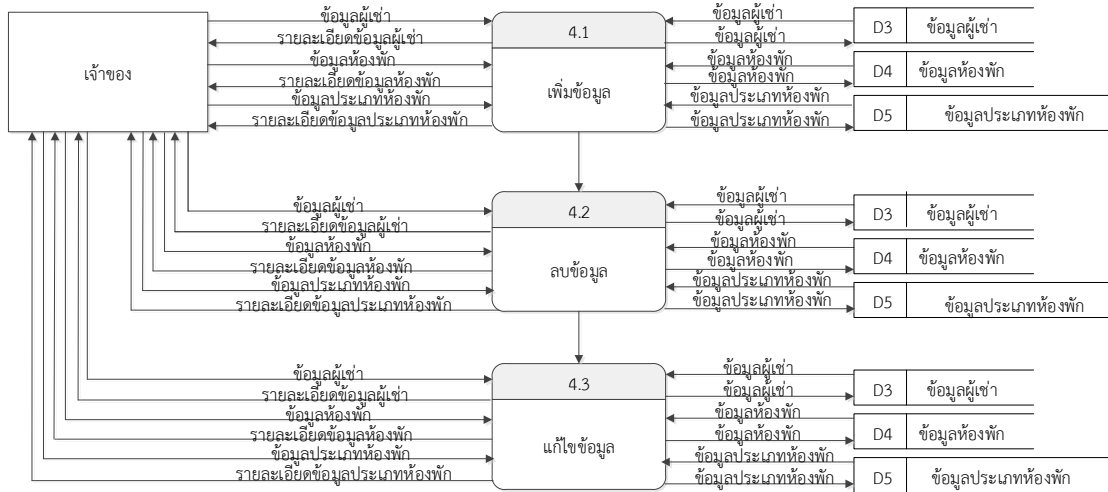 ข้อมูลผู้เช่า
รายละเอียดข้อมูลผู้เช่า
ข้อมูลห้องพัก
รายละเอียดข้อมูลห้องพัก
ข้อมูลประเภทห้องพัก
รายละเอียดข้อมูลประเภทห้องพัก
เจ้าของ
4.1
เพิ่มข้อมูล
ข้อมูลผู้เช่า
ข้อมูลผู้เช่า
ข้อมูลห้องพัก
ข้อมูลห้องพัก
ข้อมูลประเภทห้องพัก
ข้อมูลประเภทห้องพัก
D3 ข้อมูลผู้เช่า
D4 ข้อมูลห้องพัก
D5 ข้อมูลประเภทห้องพัก
ข้อมูลผู้เช่า
รายละเอียดข้อมูลผู้เช่า
ข้อมูลห้องพัก
รายละเอียดข้อมูลห้องพัก
ข้อมูลประเภทห้องพัก
รายละเอียดข้อมูลประเภทห้องพัก
4.2
ลบข้อมูล
ข้อมูลผู้เช่า
ข้อมูลผู้เช่า
ข้อมูลห้องพัก
ข้อมูลห้องพัก
ข้อมูลประเภทห้องพัก
ข้อมูลประเภทห้องพัก
D3 ข้อมูลผู้เช่า
D4 ข้อมูลห้องพัก
D5 ข้อมูลประเภทห้องพัก
ข้อมูลผู้เช่า
รายละเอียดข้อมูลผู้เช่า
ข้อมูลห้องพัก
รายละเอียดข้อมูลห้องพัก
ข้อมูลประเภทห้องพัก
รายละเอียดข้อมูลประเภทห้องพัก
4.3
แก้ไขข้อมูล
ข้อมูลผู้เช่า
ข้อมูลผู้เช่า
ข้อมูลห้องพัก
ข้อมูลห้องพัก
ข้อมูลประเภทห้องพัก
ข้อมูลประเภทห้องพัก
D3 ข้อมูลผู้เช่า
D4 ข้อมูลห้องพัก
D5 ข้อมูลประเภทห้องพัก